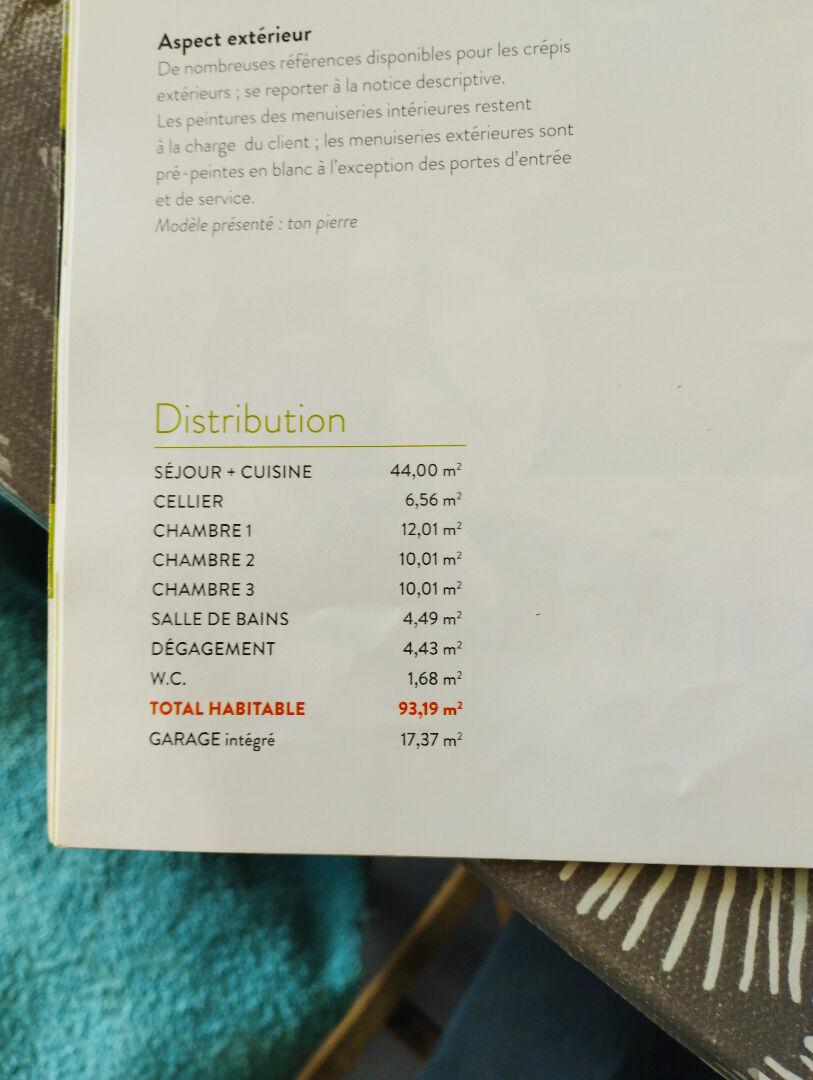 Aspect extérieur
De nombreuses références disponibles pour les crépis
extérieurs ; se reporter à la notice descriptive.
Les peintures des menuiseries intérieures restent
à la charge du client ; les menuiseries extérieures sont
pré-peintes en blanc à l'exception des portes d'entrée
et de service.
Modèle présenté : ton pierre
Distribution
SÉJOUR + CUISINE 44,00 m²
CELLIER 6,56 m²
CHAMBRE 1 12,01 m²
CHAMBRE 2 10,01 m²
CHAMBRE 3 10,01 m²
SALLE DE BAINS 4,49 m²
DÉGAGEMENT 4,43 m²
W.C. 1,68 m²
TOTAL HABITABLE 93,19 m²
GARAGE intégré 17,37 m²